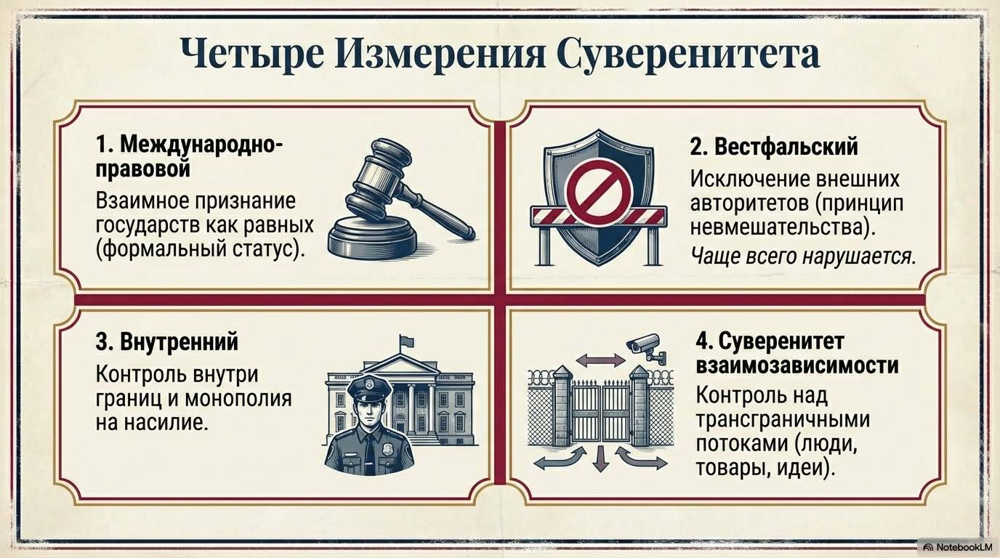 Четыре Измерения Суверенитета
1. Международно-
правовой
Взаимное признание
государств как равных
(формальный статус).
2. Вестфальский
Исключение внешних
авторитетов (принцип
невмешательства).
Чаще всего нарушается.
3. Внутренний
Контроль внутри
границ и монополия
на насилие.
4. Суверенитет
взаимозависимости
Контроль над
трансграничными
потоками (люди,
товары, идеи).
NotebookLM